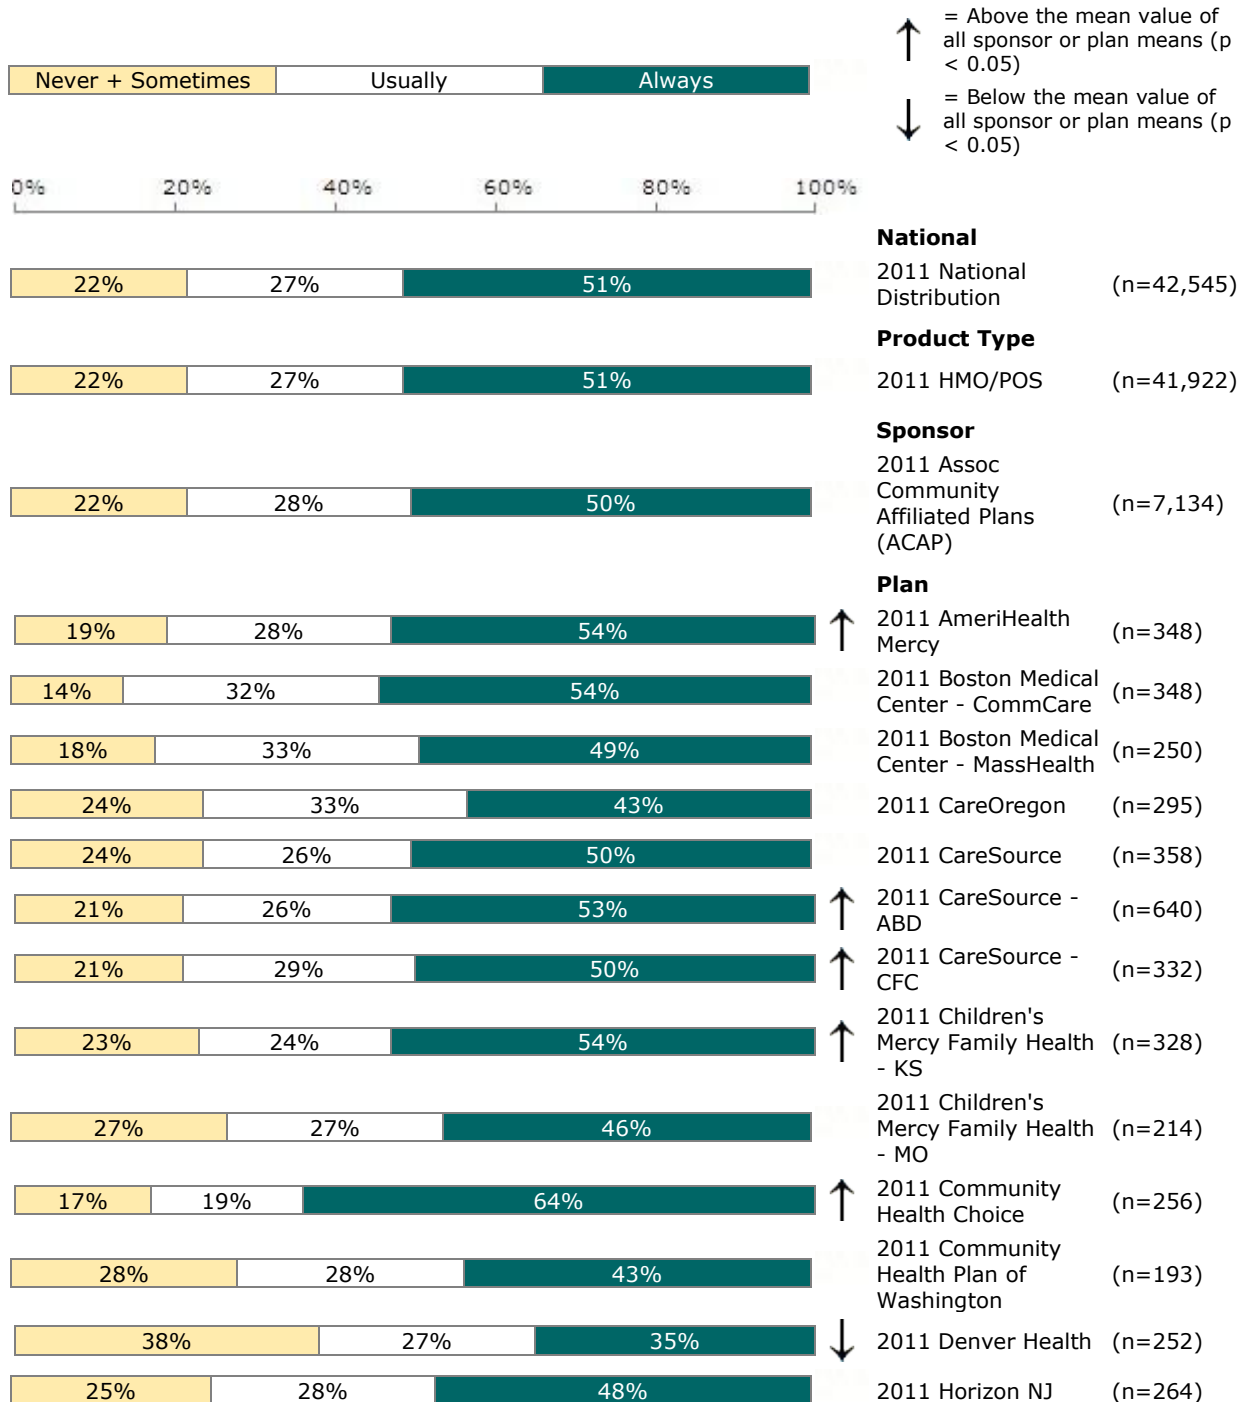 = Above the mean value of
all sponsor or plan means (p
< 0.05)
Never + Sometimes Usually Always
= Below the mean value of
all sponsor or plan means (p
< 0.05)
0% 20% 40% 60% 80% 100%
National
22% 27% 51% 2011 National
Distribution (n=42,545)
Product Type
22% 27% 51% 2011 HMO/POS (n=41,922)
Sponsor
2011 Assoc
Community
22% 28% 50% Affiliated Plans (n=7,134)
(ACAP)
Plan
19% 28% 54% ↑ 2011 AmeriHealth
Mercy (n=348)
14% 32% 54% 2011 Boston Medical
Center - CommCare (n=348)
18% 33% 49% 2011 Boston Medical
Center - MassHealth (n=250)
24% 33% 43% 2011 CareOregon (n=295)
24% 26% 50% 2011 CareSource (n=358)
21% 26% 53% ↑ 2011 CareSource -
ABD (n=640)
21% 29% 50% ↑ 2011 CareSource -
CFC (n=332)
2011 Children's
23% 24% 54% ↑ Mercy Family Health (n=328)
- KS
2011 Children's
27% 27% 46% Mercy Family Health (n=214)
- MO
17% 19% 64% ↑ 2011 Community
Health Choice (n=256)
2011 Community
28% 28% 43% Health Plan of (n=193)
Washington
38% 27% 35% ↓ 2011 Denver Health (n=252)
25% 28% 48% 2011 Horizon NJ (n=264)